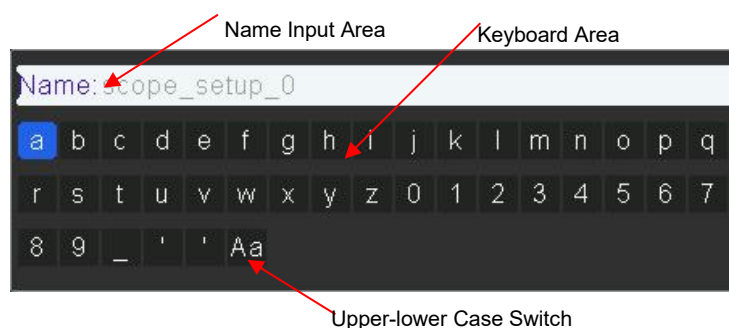 Name Input Area
Keyboard Area
Name: scope_setup_0
a b c d e f g h i j k l m n o p q
r s t u v w x y z 0 1 2 3 4 5 6 7
8 9 _ ' ' Aa
Upper-lower Case Switch